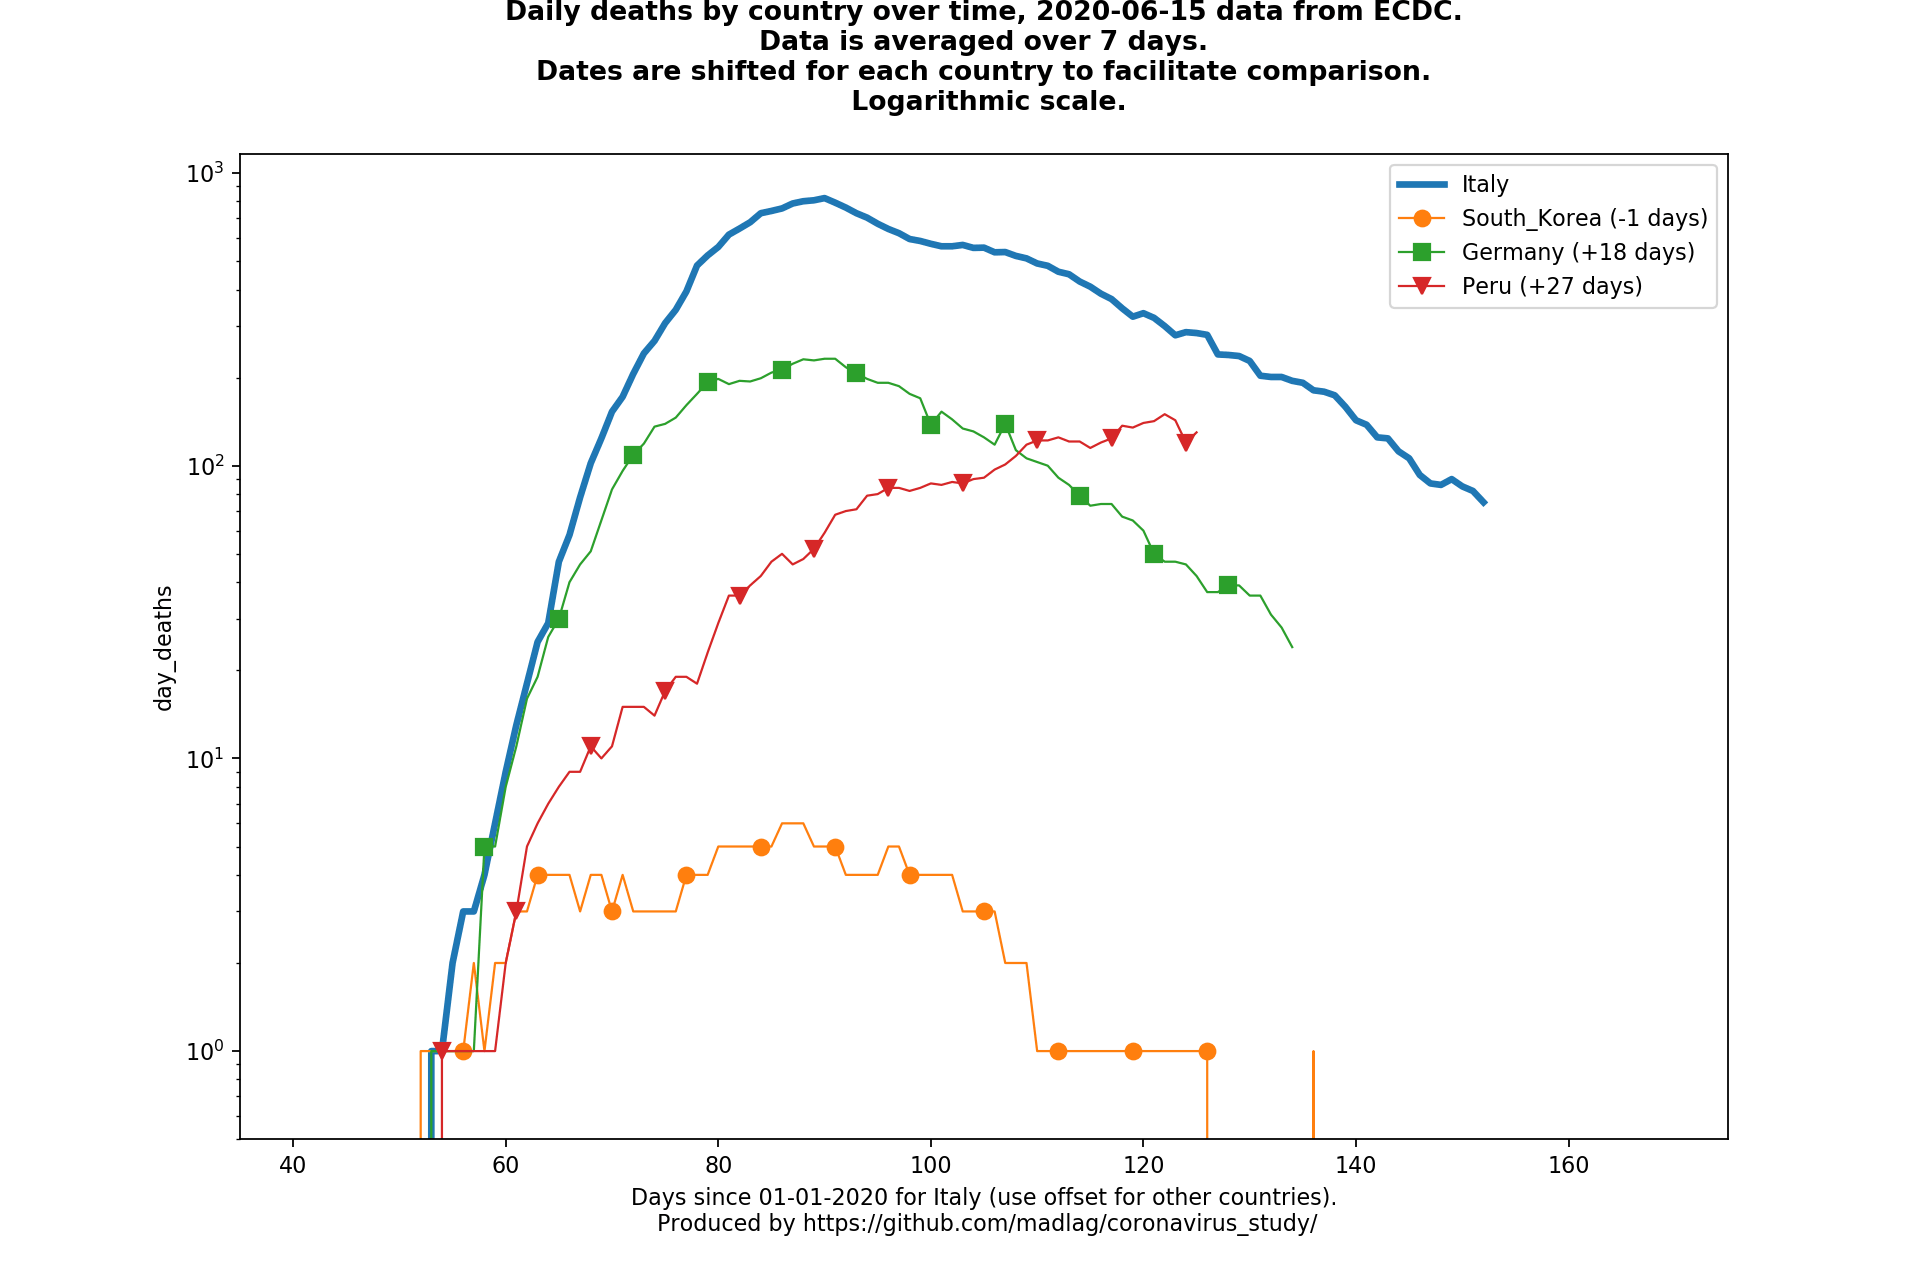 Daily deaths by country over time, 2020-06-15 data from ECDC.
Data is averaged over 7 days.
Dates are shifted for each country to facilitate comparison.
Logarithmic scale.
10³
10²
10¹
10⁰
day_deaths
Italy
South_Korea (-1 days)
Germany (+18 days)
Peru (+27 days)
40 60 80 100 120 140 160
Days since 01-01-2020 for Italy (use offset for other countries).
Produced by https://github.com/madlag/coronavirus_study/